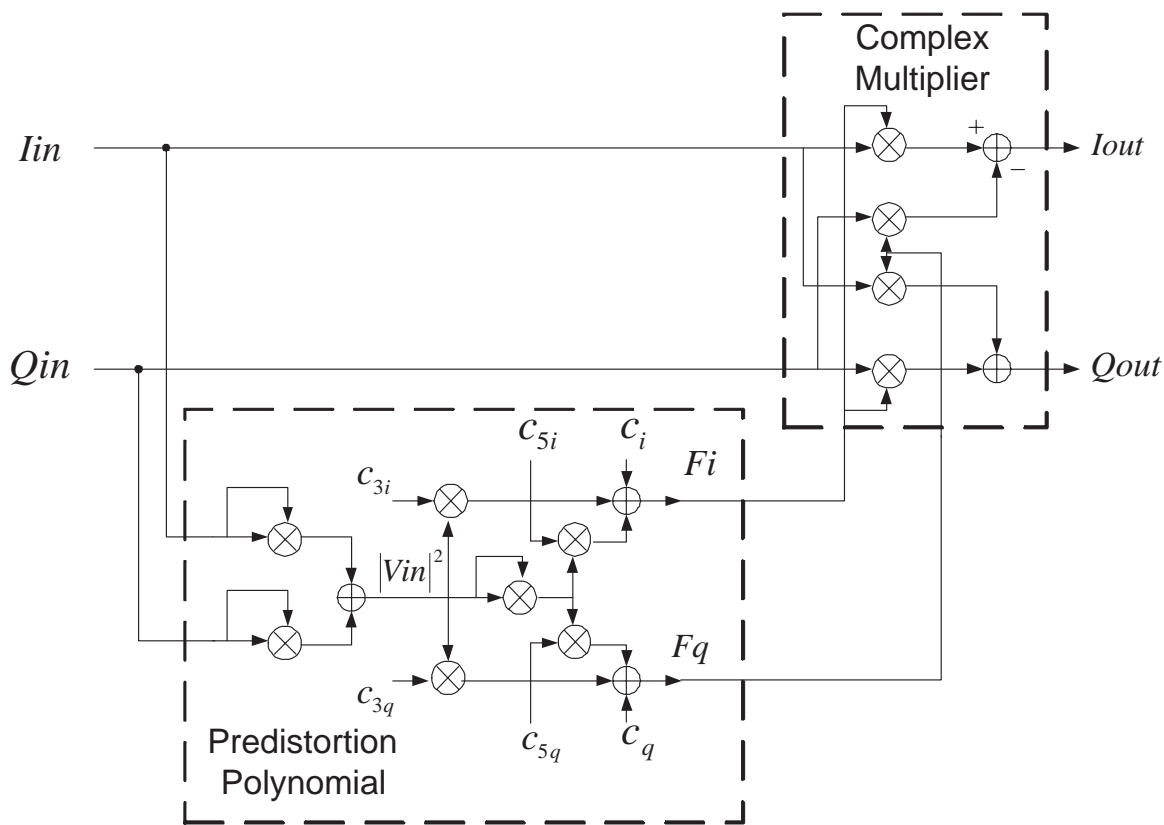 Complex
Multiplier
Iin
+
−
Iout
Qin
Qout
c5i
ci
Fi
c3i
|Vin|²
Fq
c3q
c5q
cq
Predistortion
Polynomial